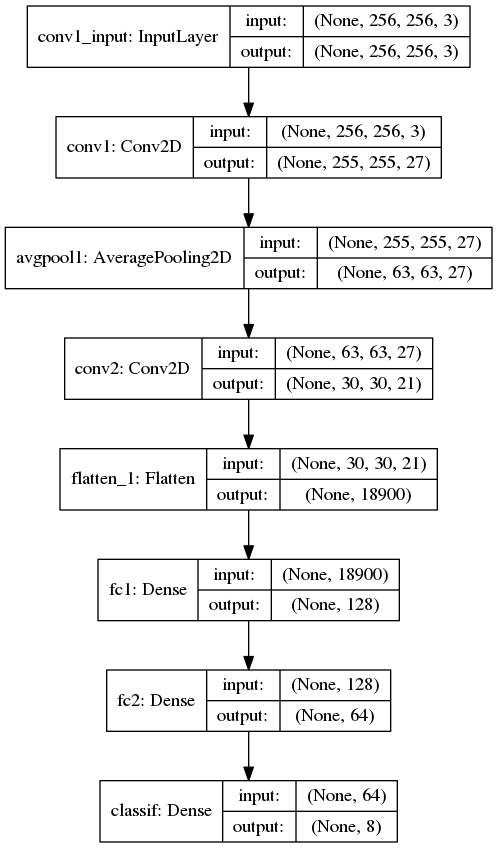 conv1_input: InputLayer
input:
(None, 256, 256, 3)
output:
(None, 256, 256, 3)
conv1: Conv2D
input:
(None, 256, 256, 3)
output:
(None, 255, 255, 27)
avgpool1: AveragePooling2D
input:
(None, 255, 255, 27)
output:
(None, 63, 63, 27)
conv2: Conv2D
input:
(None, 63, 63, 27)
output:
(None, 30, 30, 21)
flatten_1: Flatten
input:
(None, 30, 30, 21)
output:
(None, 18900)
fc1: Dense
input:
(None, 18900)
output:
(None, 128)
fc2: Dense
input:
(None, 128)
output:
(None, 64)
classif: Dense
input:
(None, 64)
output:
(None, 8)